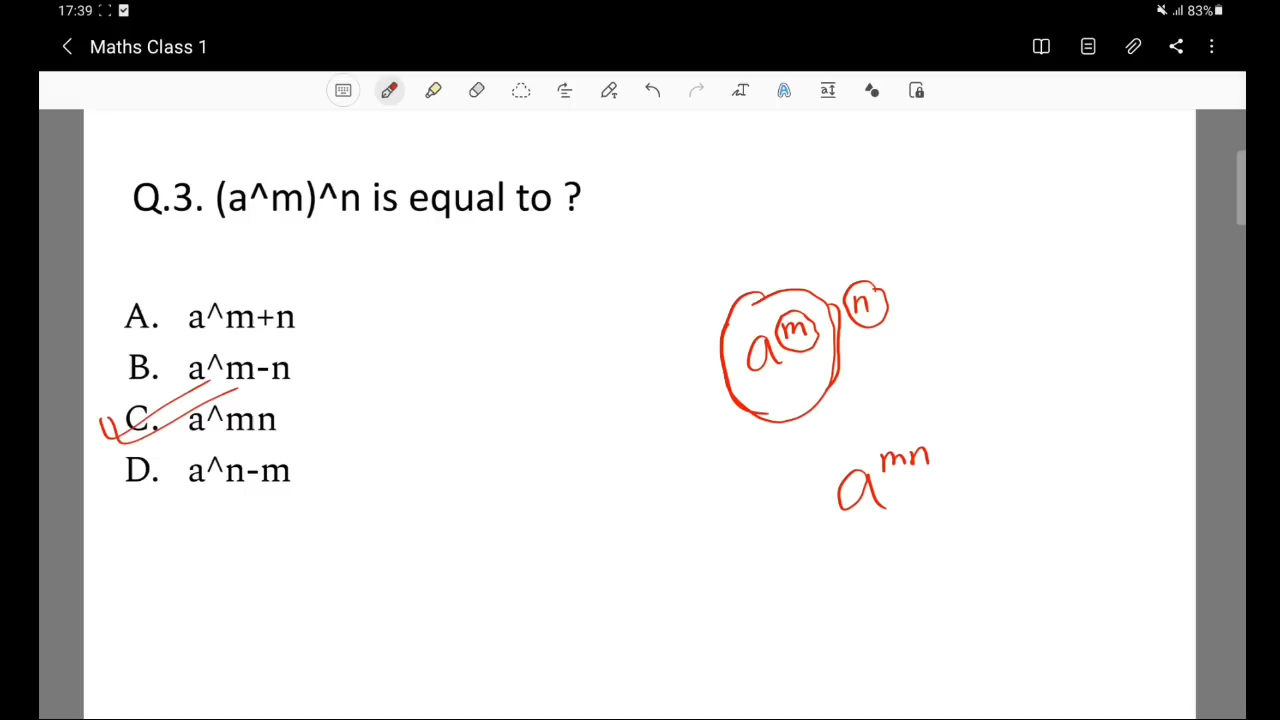 17:39
83%
Maths Class 1
Q.3. (a^m)^n is equal to ?
A. a^m+n
B. a^m-n
C. a^mn
D. a^n-m
a^m n
a^mn